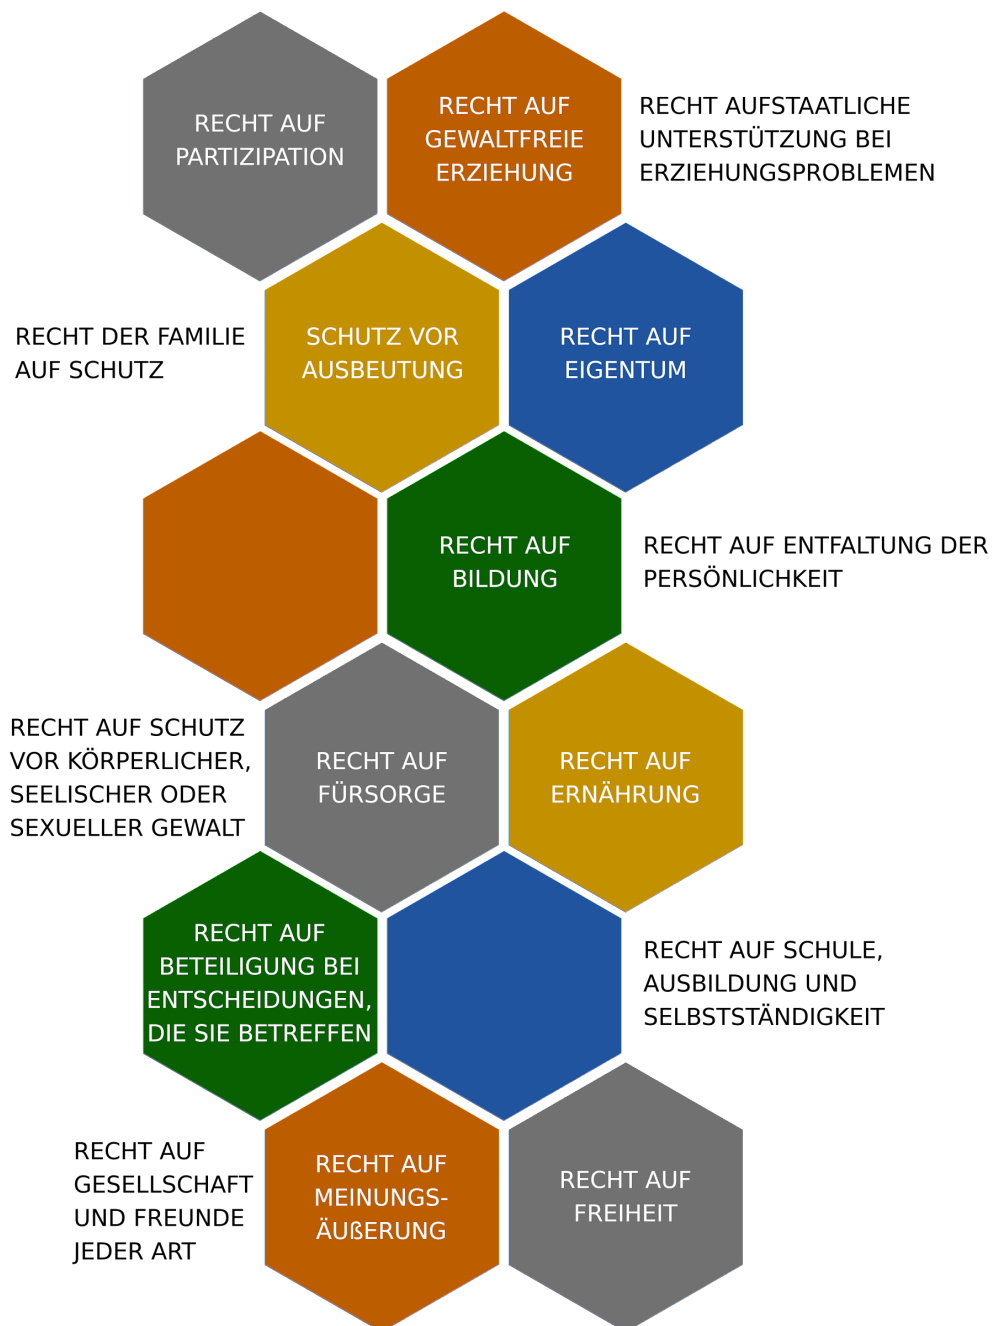 RECHT AUF
PARTIZIPATION
RECHT AUF
GEWALTFREIE
ERZIEHUNG
RECHT AUFSTAATLICHE
UNTERSTÜTZUNG BEI
ERZIEHUNGSPROBLEMEN
RECHT DER FAMILIE
AUF SCHUTZ
SCHUTZ VOR
AUSBEUTUNG
RECHT AUF
EIGENTUM
RECHT AUF
BILDUNG
RECHT AUF ENTFALTUNG DER
PERSÖNLICHKEIT
RECHT AUF SCHUTZ
VOR KÖRPERLICHER,
SEELISCHER ODER
SEXUELLER GEWALT
RECHT AUF
FÜRSORGE
RECHT AUF
ERNÄHRUNG
RECHT AUF
BETEILIGUNG BEI
ENTSCHEIDUNGEN,
DIE SIE BETREFFEN
RECHT AUF SCHULE,
AUSBILDUNG UND
SELBSTSTÄNDIGKEIT
RECHT AUF
GESELLSCHAFT
UND FREUNDE
JEDER ART
RECHT AUF
MEINUNGS-
ÄUßERUNG
RECHT AUF
FREIHEIT